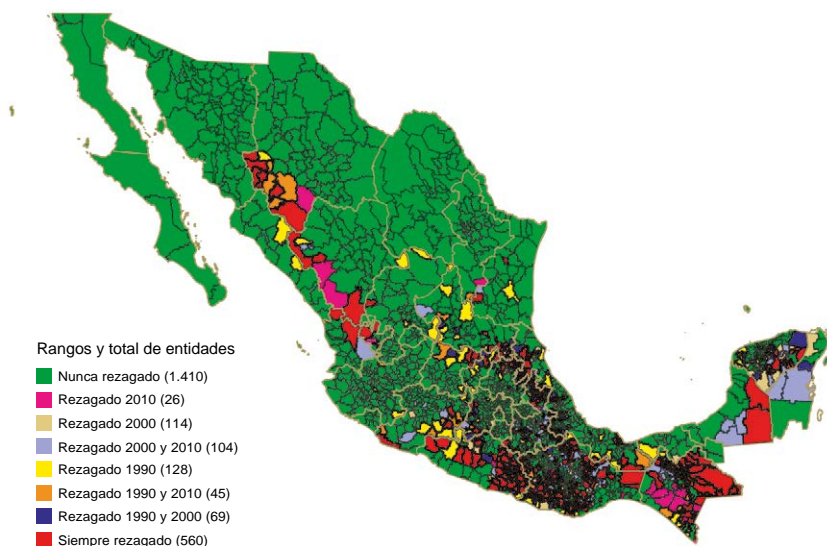 Rangos y total de entidades
Nunca rezagado (1.410)
Rezagado 2010 (26)
Rezagado 2000 (114)
Rezagado 2000 y 2010 (104)
Rezagado 1990 (128)
Rezagado 1990 y 2010 (45)
Rezagado 1990 y 2000 (69)
Siempre rezagado (560)